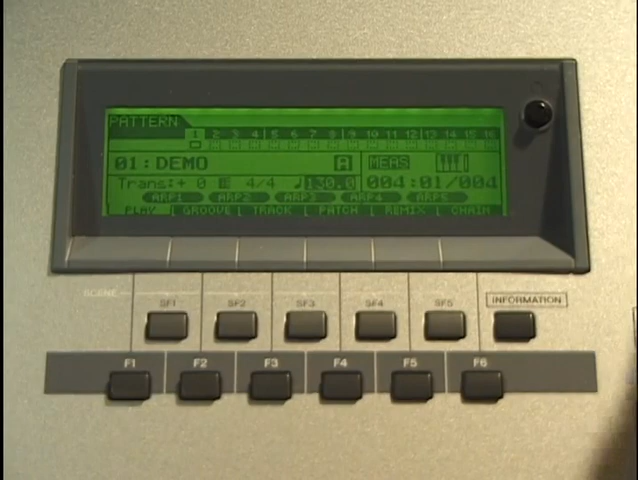 PATTERN
1 2 3 4 5 6 7 8 9 10 11 12 13 14 15 16
01:DEMO A MEAS
Trans:+ 0 4/4 ♩130.0 004:01/004
ARP1 ARP2 ARP3 ARP4 ARP5
PLAY GROOVE TRACK PATCH REMIX CHAIN
SCENE SF1 SF2 SF3 SF4 SF5 INFORMATION
F1 F2 F3 F4 F5 F6